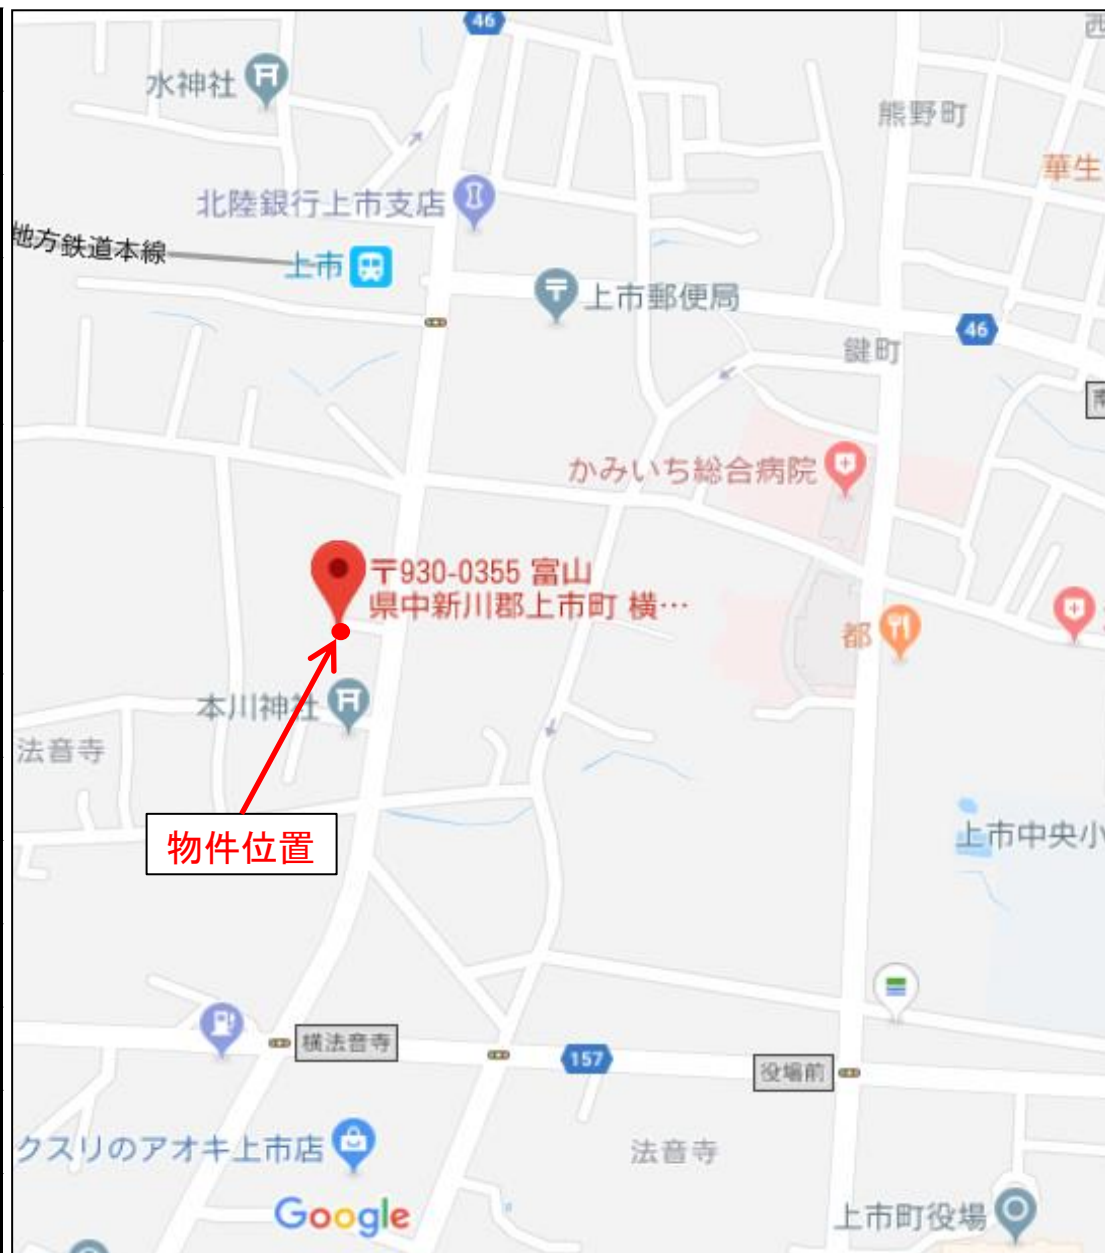 46
西
水神社
熊野町
華生
北陸銀行上市支店
地方鉄道本線
上市
上市郵便局
46
鍵町
南
かみいち総合病院
〒930-0355 富山
県中新川郡上市町 横…
都
本川神社
法音寺
物件位置
上市中央小
横法音寺
157
役場前
クスリのアオキ上市店
法音寺
Google
上市町役場